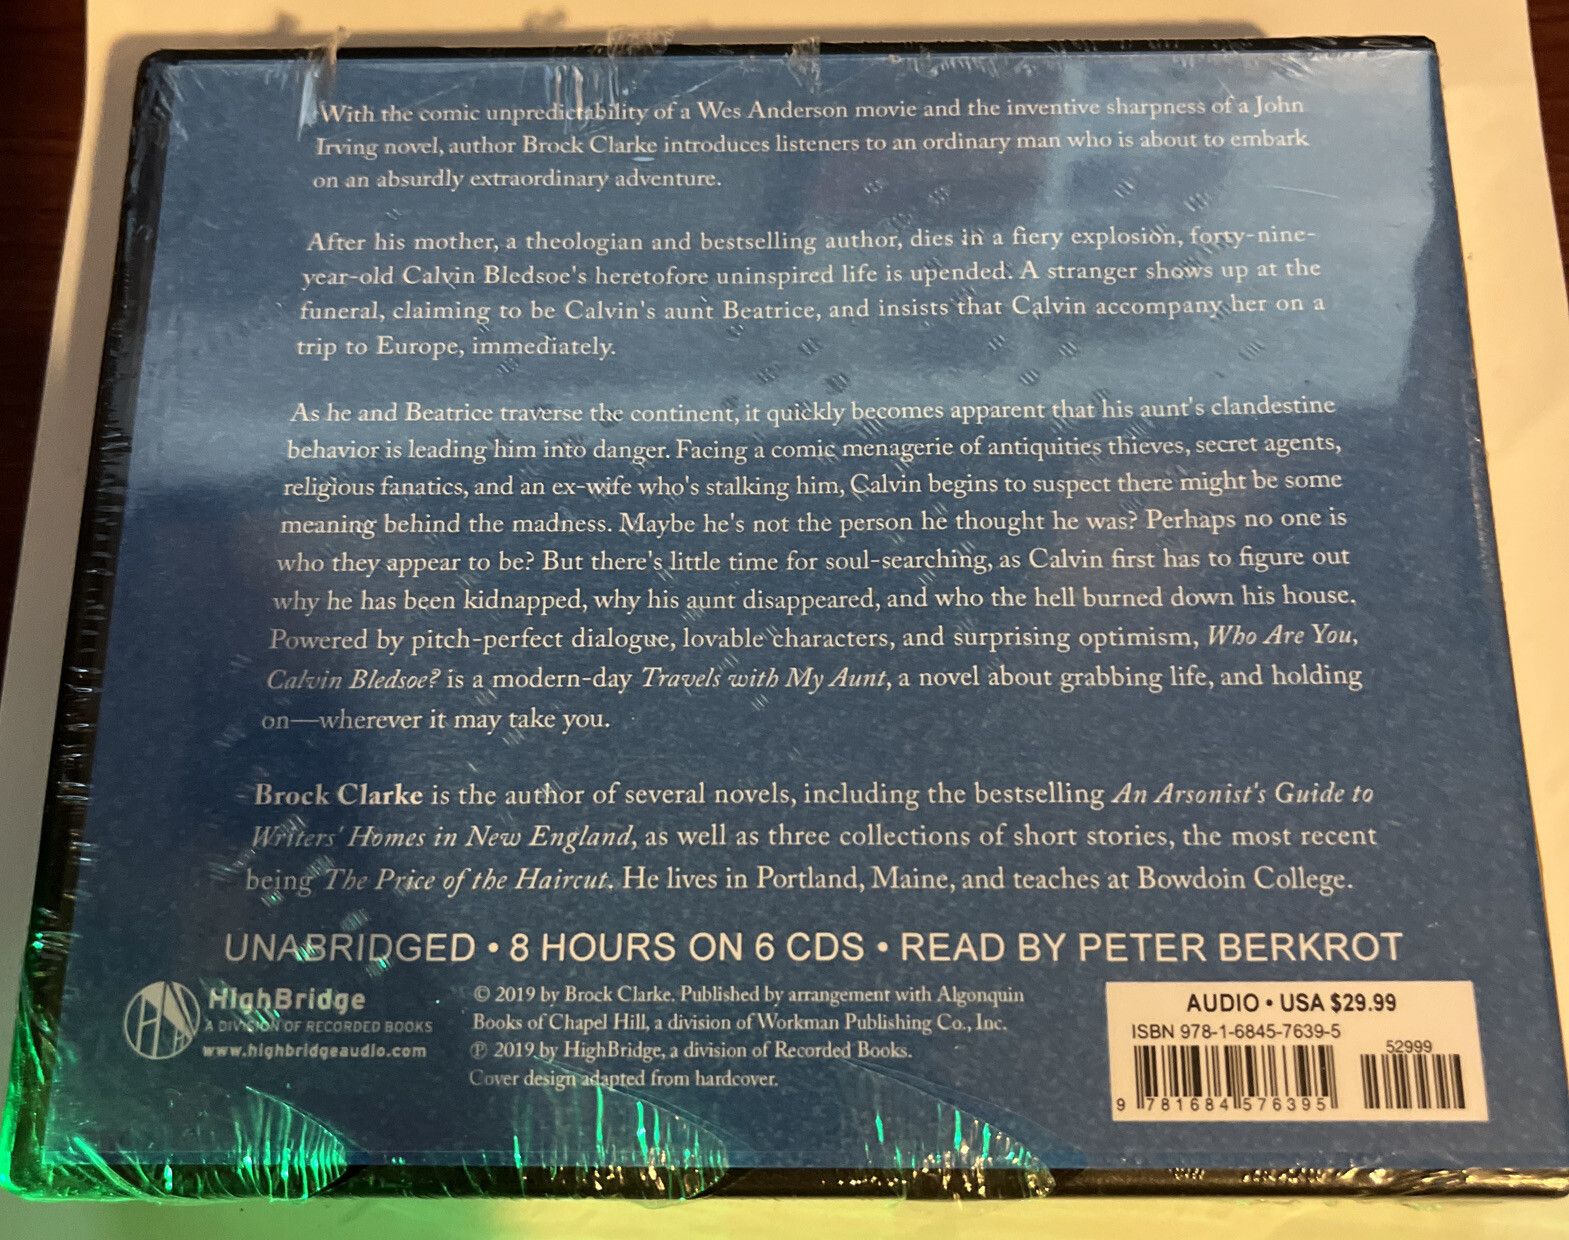 With the comic unpredictability of a Wes Anderson movie and the inventive sharpness of a John
Irving novel, author Brock Clarke introduces listeners to an ordinary man who is about to embark
on an absurdly extraordinary adventure.
After his mother, a theologian and bestselling author, dies in a fiery explosion, forty-nine-
year-old Calvin Bledsoe's heretofore uninspired life is upended. A stranger shows up at the
funeral, claiming to be Calvin's aunt Beatrice, and insists that Calvin accompany her on a
trip to Europe, immediately.
As he and Beatrice traverse the continent, it quickly becomes apparent that his aunt's clandestine
behavior is leading him into danger. Facing a comic menagerie of antiquities thieves, secret agents,
religious fanatics, and an ex-wife who's stalking him, Calvin begins to suspect there might be some
meaning behind the madness. Maybe he's not the person he thought he was? Perhaps no one is
who they appear to be? But there's little time for soul-searching, as Calvin first has to figure out
why he has been kidnapped, why his aunt disappeared, and who the hell burned down his house.
Powered by pitch-perfect dialogue, lovable characters, and surprising optimism, Who Are You,
Calvin Bledsoe? is a modern-day Travels with My Aunt, a novel about grabbing life, and holding
on—wherever it may take you.
Brock Clarke is the author of several novels, including the bestselling An Arsonist's Guide to
Writers' Homes in New England, as well as three collections of short stories, the most recent
being The Price of the Haircut. He lives in Portland, Maine, and teaches at Bowdoin College.
UNABRIDGED • 8 HOURS ON 6 CDS • READ BY PETER BERKROT
HighBridge
A DIVISION OF RECORDED BOOKS
www.highbridgeaudio.com
© 2019 by Brock Clarke. Published by arrangement with Algonquin
Books of Chapel Hill, a division of Workman Publishing Co., Inc.
℗ 2019 by HighBridge, a division of Recorded Books.
Cover design adapted from hardcover.
AUDIO • USA $29.99
ISBN 978-1-6845-7639-5
52999
9 781684 576395